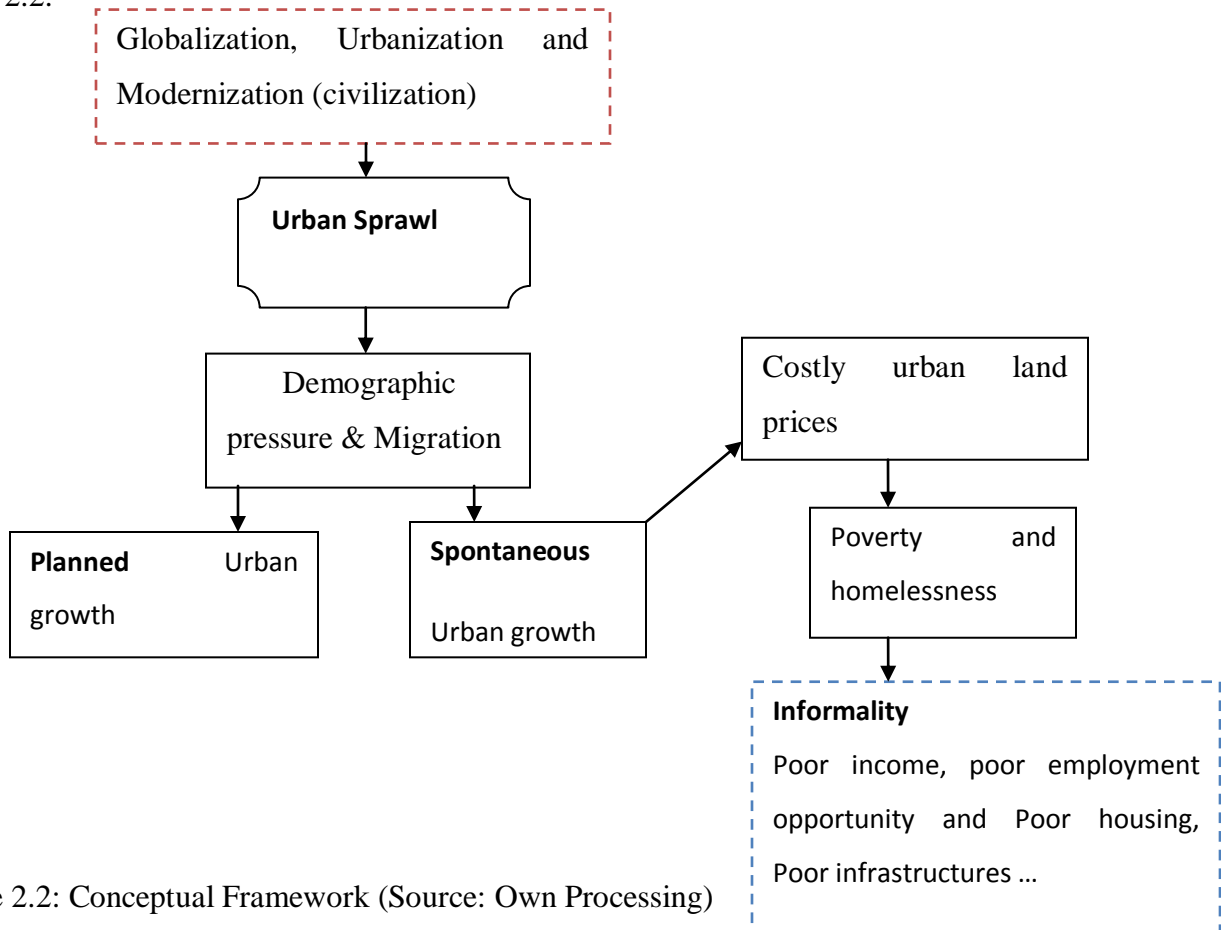 2.2.
Globalization, Urbanization and
Modernization (civilization)
Urban Sprawl
Demographic
pressure & Migration
Costly urban land
prices
Planned Urban
growth
Spontaneous
Urban growth
Poverty and
homelessness
Informality
Poor income, poor employment
opportunity and Poor housing,
Poor infrastructures ...
e 2.2: Conceptual Framework (Source: Own Processing)